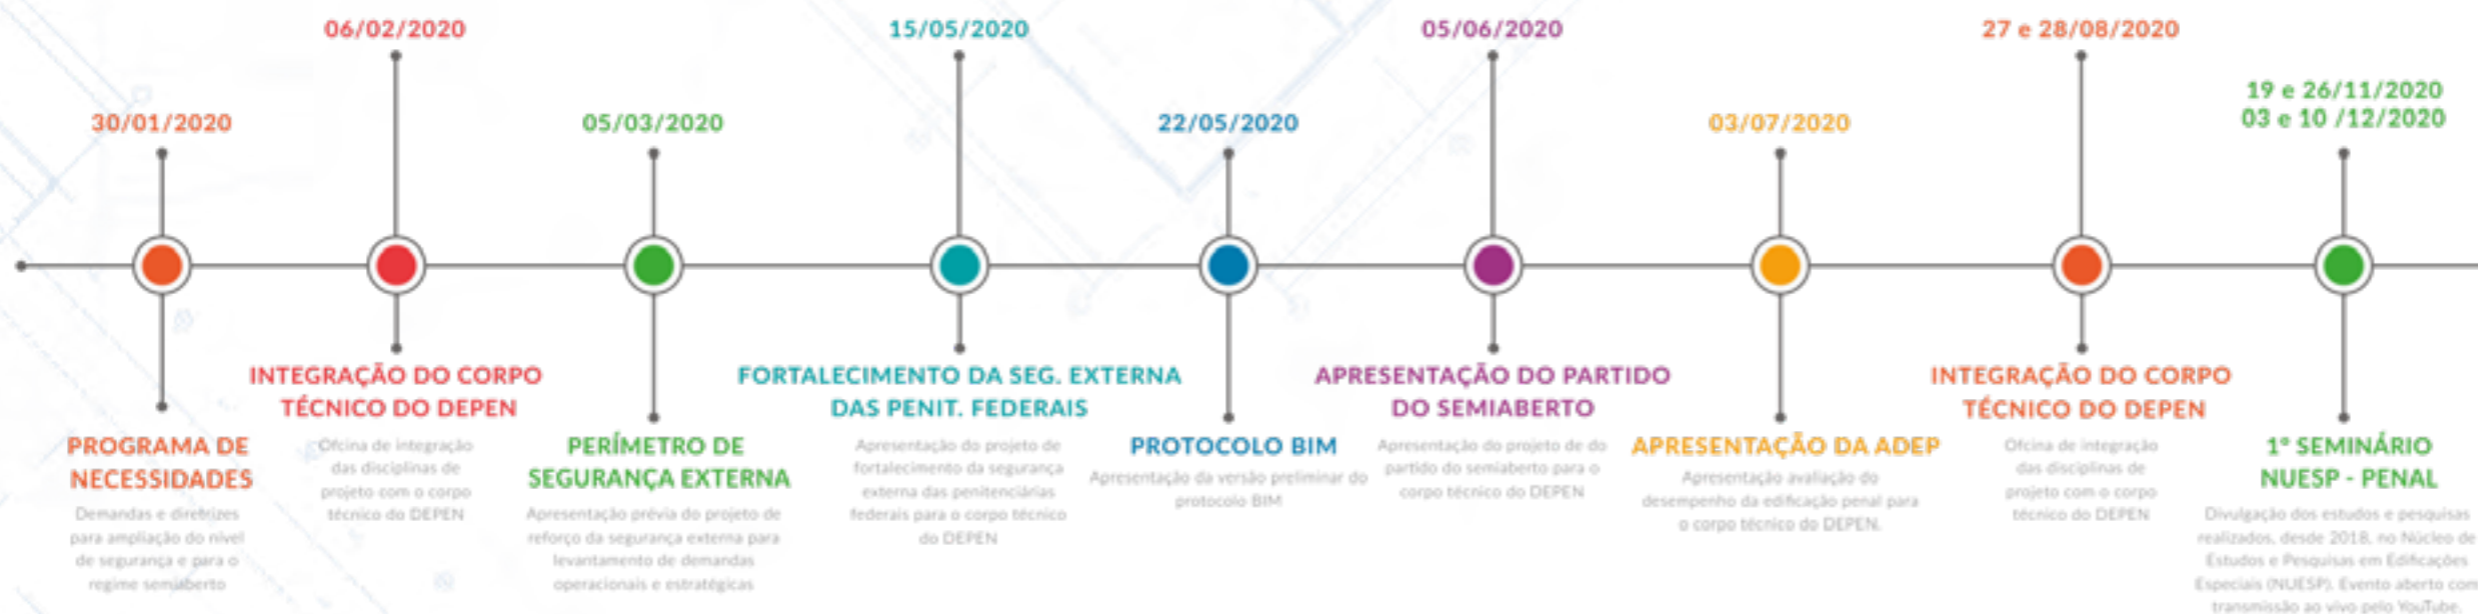 30/01/2020
PROGRAMA DE
NECESSIDADES
Demandas e diretrizes
para ampliação do nível
de segurança e para o
regime semiaberto
06/02/2020
INTEGRAÇÃO DO CORPO
TÉCNICO DO DEPEN
Ofcina de integração
das disciplinas de
projeto com o corpo
técnico do DEPEN
05/03/2020
PERÍMETRO DE
SEGURANÇA EXTERNA
Apresentação prévia do projeto de
reforço da segurança externa para
levantamento de demandas
operacionais e estratégicas
15/05/2020
FORTALECIMENTO DA SEG. EXTERNA
DAS PENIT. FEDERAIS
Apresentação do projeto de
fortalecimento da segurança
externa das penitenciárias
federais para o corpo técnico
do DEPEN
22/05/2020
PROTOCOLO BIM
Apresentação da versão preliminar do
protocolo BIM
05/06/2020
APRESENTAÇÃO DO PARTIDO
DO SEMIABERTO
Apresentação do projeto de do
partido do semiaberto para o
corpo técnico do DEPEN
03/07/2020
APRESENTAÇÃO DA ADEP
Apresentação avaliação do
desempenho da edificação penal para
o corpo técnico do DEPEN.
27 e 28/08/2020
INTEGRAÇÃO DO CORPO
TÉCNICO DO DEPEN
Ofcina de integração
das disciplinas de
projeto com o corpo
técnico do DEPEN
19 e 26/11/2020
03 e 10 /12/2020
1º SEMINÁRIO
NUESP - PENAL
Divulgação dos estudos e pesquisas
realizados, desde 2018, no Núcleo de
Estudos e Pesquisas em Edificações
Especiais (NUESP). Evento aberto com
transmissão ao vivo pelo YouTube.